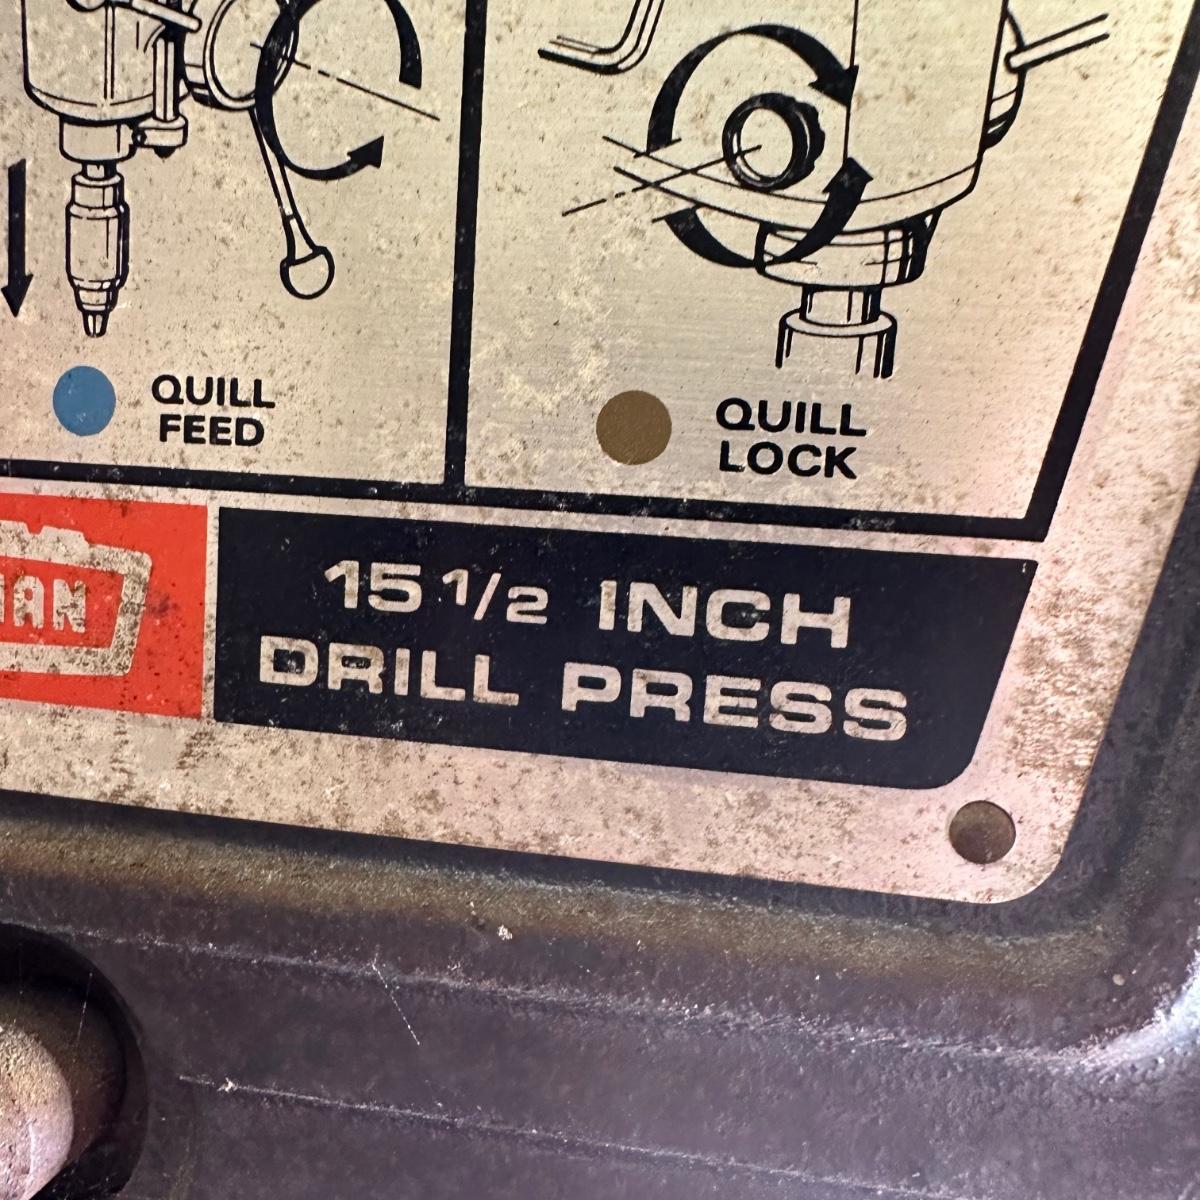 QUILL
FEED
QUILL
LOCK
15 1/2 INCH
DRILL PRESS